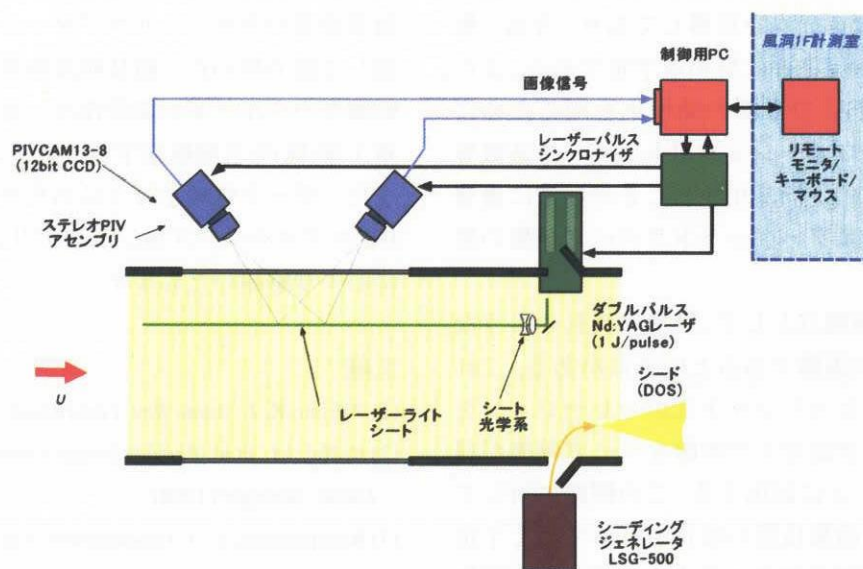 風洞1F計測室
制御用PC
画像信号
PIVCAM13-8
(12bit CCD)
レーザーパルス
シンクロナイザ
リモート
モニタ/
キーボード/
マウス
ステレオPIV
アセンブリ
ダブルパルス
Nd:YAGレーザ
(1 J/pulse)
シード
(DOS)
U
レーザーライト
シート
シート
光学系
シーディング
ジェネレータ
LSG-500